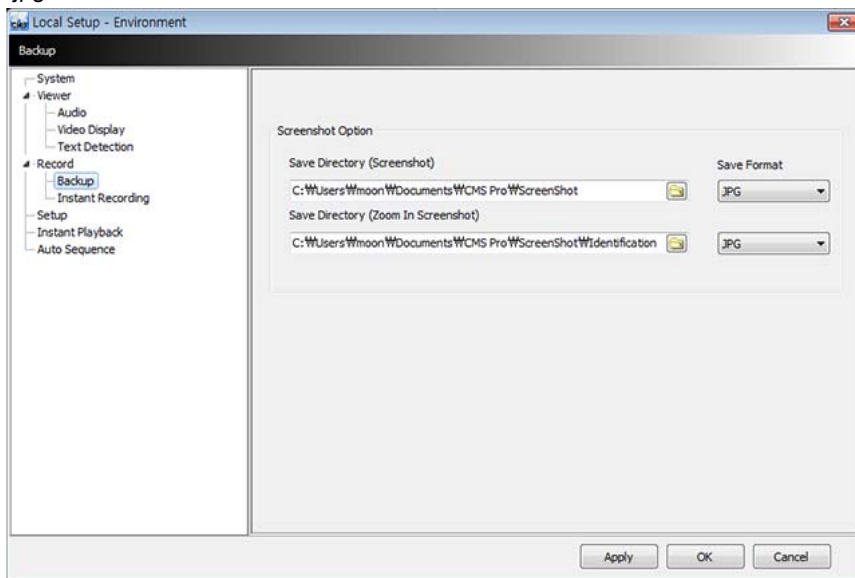 Local Setup - Environment
Backup
System
Viewer
Audio
Video Display
Text Detection
Record
Backup
Instant Recording
Setup
Instant Playback
Auto Sequence
Screenshot Option
Save Directory (Screenshot)
Save Format
C:₩Users₩moon₩Documents₩CMS Pro₩ScreenShot
JPG
Save Directory (Zoom In Screenshot)
C:₩Users₩moon₩Documents₩CMS Pro₩ScreenShot₩Identification
JPG
Apply
OK
Cancel